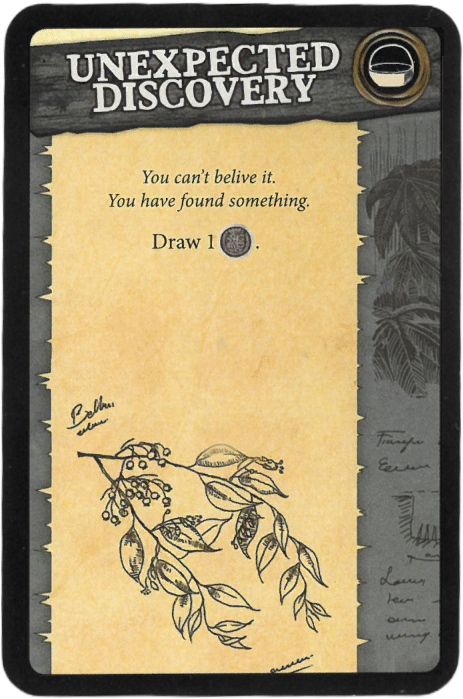 UNEXPECTED
DISCOVERY
You can't belive it.
You have found something.
Draw 1 .